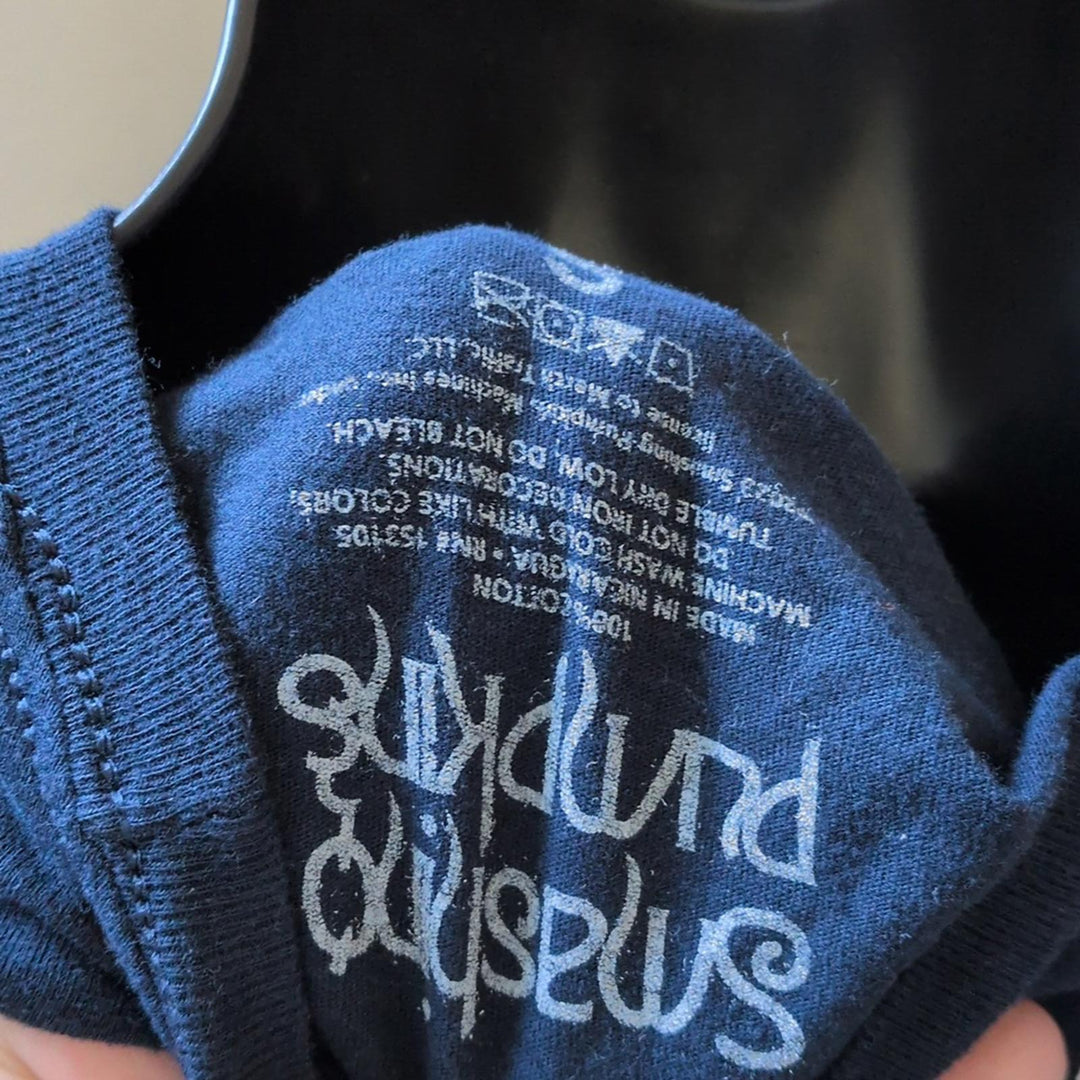 Smashing
Pumpkins
100% COTTON
MADE IN NICARAGUA • RN# 153105
MACHINE WASH COLD WITH LIKE COLORS.
DO NOT IRON DECORATIONS.
TUMBLE DRY LOW. DO NOT BLEACH.
Smashing Pumpkins Machines Inc., under
license to Merch Traffic, LLC.